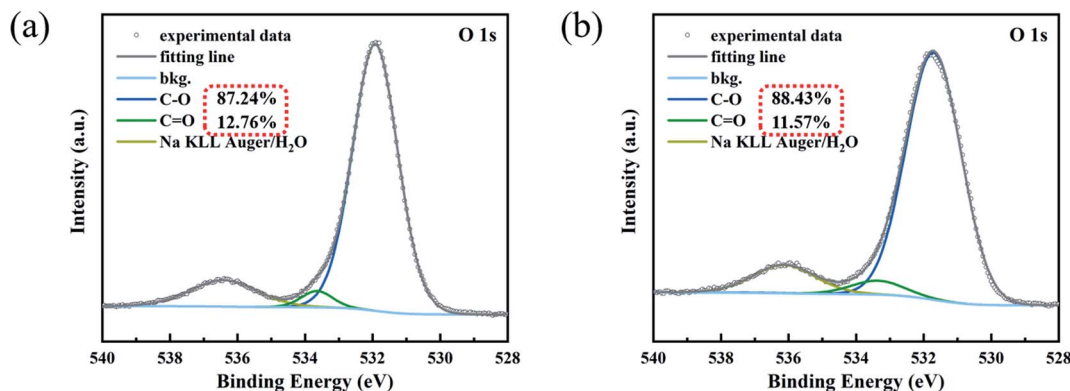 (a)
O 1s
experimental data
fitting line
bkg.
C-O 87.24%
C=O 12.76%
Na KLL Auger/H₂O
Intensity (a.u.)
540 538 536 534 532 530 528
Binding Energy (eV)
(b)
O 1s
experimental data
fitting line
bkg.
C-O 88.43%
C=O 11.57%
Na KLL Auger/H₂O
Intensity (a.u.)
540 538 536 534 532 530 528
Binding Energy (eV)